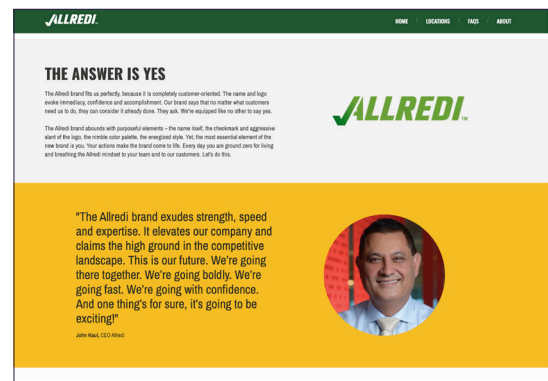 ALLREDI.
HOME / LOCATIONS / FAQS / ABOUT
THE ANSWER IS YES
The Allredi brand fits us perfectly, because it is completely customer-oriented. The name and logo
evoke immediacy, confidence and accomplishment. Our brand says that no matter what customers
need us to do, they can consider it already done. They ask. We're equipped like no other to say yes.
The Allredi brand abounds with purposeful elements – the name itself, the checkmark and aggressive
slant of the logo, the nimble color palette, the energized style. Yet, the most essential element of the
new brand is you. Your actions make the brand come to life. Every day you are ground zero for living
and breathing the Allredi mindset to your team and to our customers. Let's do this.
ALLREDI™
"The Allredi brand exudes strength, speed
and expertise. It elevates our company and
claims the high ground in the competitive
landscape. This is our future. We're going
there together. We're going boldly. We're
going fast. We're going with confidence.
And one thing's for sure, it's going to be
exciting!"
John Kaul, CEO Allredi